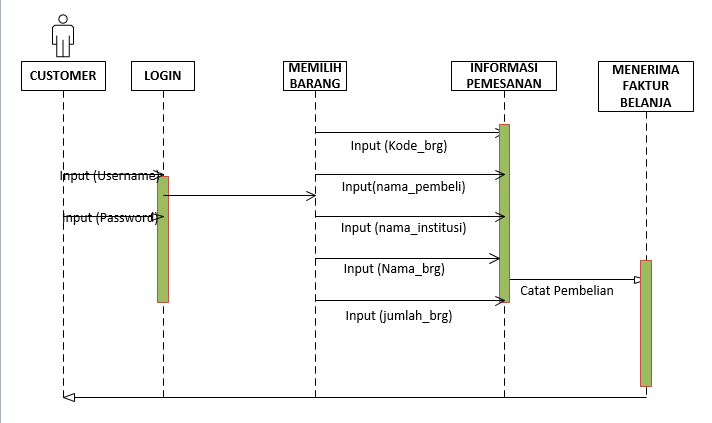 CUSTOMER
LOGIN
MEMILIH
BARANG
INFORMASI
PEMESANAN
MENERIMA
FAKTUR
BELANJA
Input (Kode_brg)
Input (Username)
Input(nama_pembeli)
Input (Password)
Input (nama_institusi)
Input (Nama_brg)
Catat Pembelian
Input (jumlah_brg)